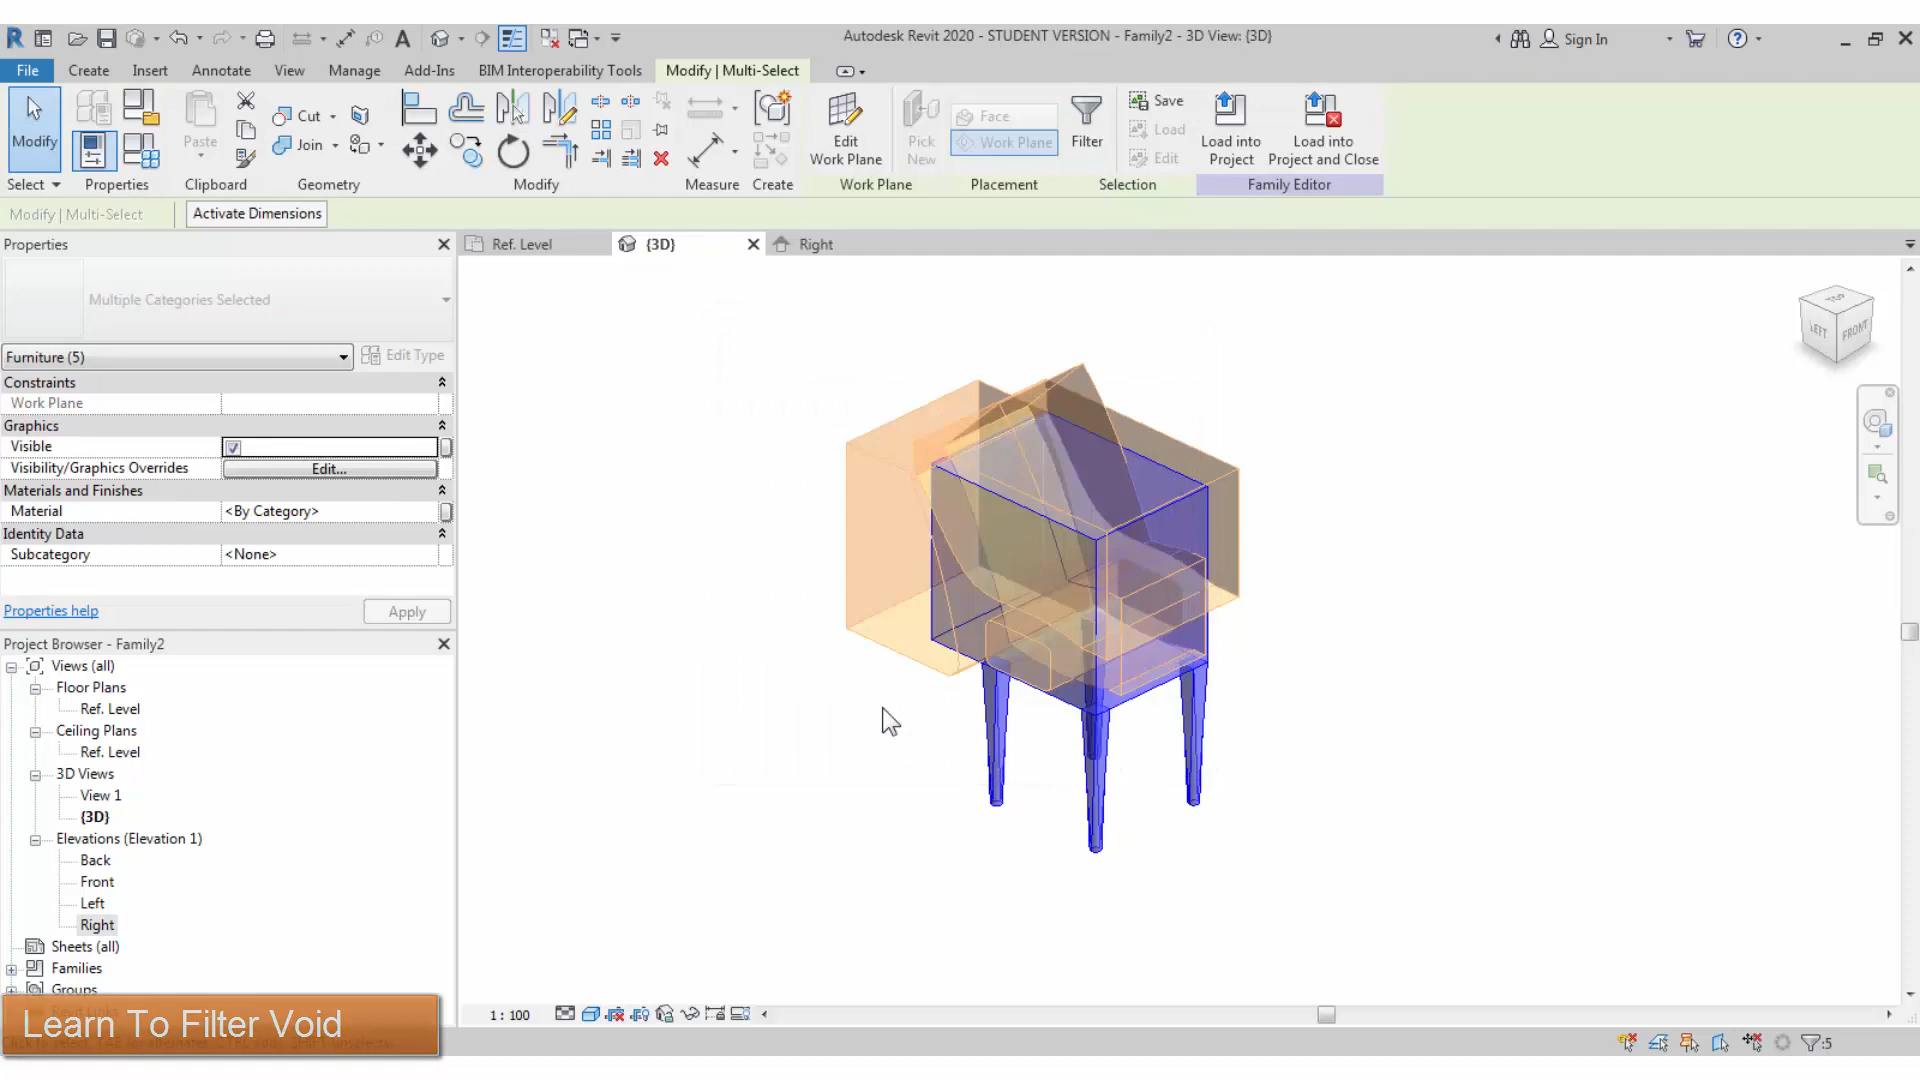 Autodesk Revit 2020 - STUDENT VERSION - Family2 - 3D View: {3D}
Sign In
File Create Insert Annotate View Manage Add-Ins BIM Interoperability Tools Modify | Multi-Select
Modify
Paste
Cut
Join
Edit Work Plane
Pick New
Face
Work Plane
Filter
Save
Load
Edit
Load into Project
Load into Project and Close
Select Properties Clipboard Geometry Modify Measure Create Work Plane Placement Selection Family Editor
Modify | Multi-Select
Activate Dimensions
Properties
Ref. Level
{3D}
Right
Multiple Categories Selected
Furniture (5)
Edit Type
Constraints
Work Plane
Graphics
Visible
Visibility/Graphics Overrides Edit...
Materials and Finishes
Material <By Category>
Identity Data
Subcategory <None>
Properties help
Apply
Project Browser - Family2
Views (all)
Floor Plans
Ref. Level
Ceiling Plans
Ref. Level
3D Views
View 1
{3D}
Elevations (Elevation 1)
Back
Front
Left
Right
Sheets (all)
Families
Groups
Learn To Filter Void
TOP
LEFT
FRONT
1 : 100
:5